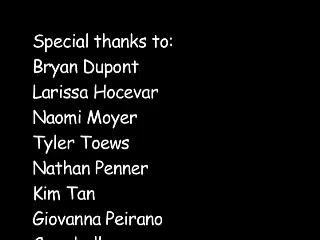 Special thanks to:
Bryan Dupont
Larissa Hocevar
Naomi Moyer
Tyler Toews
Nathan Penner
Kim Tan
Giovanna Peirano